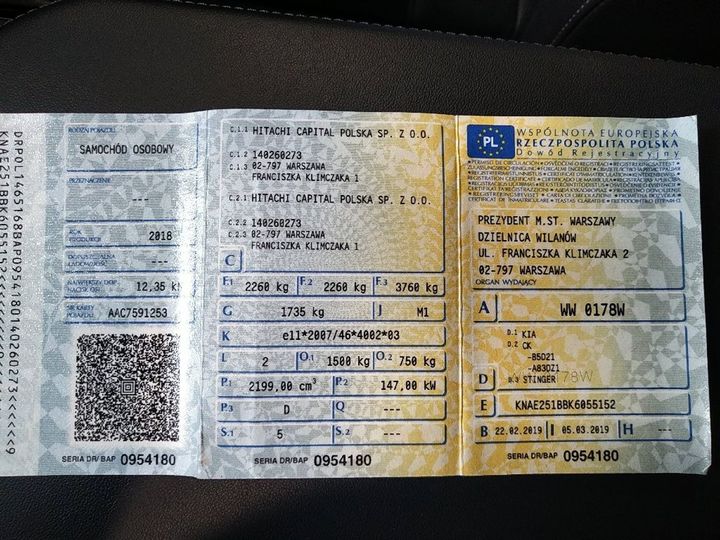 DRPOL1465168BAP09541801402602​73<<<<<<9
KNAE251BBK6055152<<<<<<<<<<<<
RODZAJ POJAZDU
SAMOCHÓD OSOBOWY
PRZEZNACZENIE
---
ROK PRODUKCJI
2018
DOPUSZCZALNA ŁADOWNOŚĆ
---
NAJWIĘKSZY DOP. NACISK OSI
12,35 kN
NR KARTY POJAZDU
AAC7591253
SERIA DR/BAP 0954180
C.1.1 HITACHI CAPITAL POLSKA SP. Z O.O.
C.1.2 140260273
C.1.3 02-797 WARSZAWA
FRANCISZKA KLIMCZAKA 1
C.2.1 HITACHI CAPITAL POLSKA SP. Z O.O.
C.2.2 140260273
C.2.3 02-797 WARSZAWA
FRANCISZKA KLIMCZAKA 1
C
F.1 2260 kg F.2 2260 kg F.3 3760 kg
G 1735 kg J M1
K e11*2007/46*4002*03
L 2 O.1 1500 kg O.2 750 kg
P.1 2199,00 cm³ P.2 147,00 kW
P.3 D Q ---
S.1 5 S.2 ---
SERIA DR/BAP 0954180
PL
WSPÓLNOTA EUROPEJSKA
RZECZPOSPOLITA POLSKA
Dowód Rejestracyjny
PREZYDENT M.ST. WARSZAWY
DZIELNICA WILANÓW
UL. FRANCISZKA KLIMCZAKA 2
02-797 WARSZAWA
ORGAN WYDAJĄCY
A WW 0178W
D.1 KIA
D.2 CK
-B5DZ1
-A83DZ1
D D.3 STINGER
E KNAE251BBK6055152
B 22.02.2019 I 05.03.2019 H ---
SERIA DR/BAP 0954180